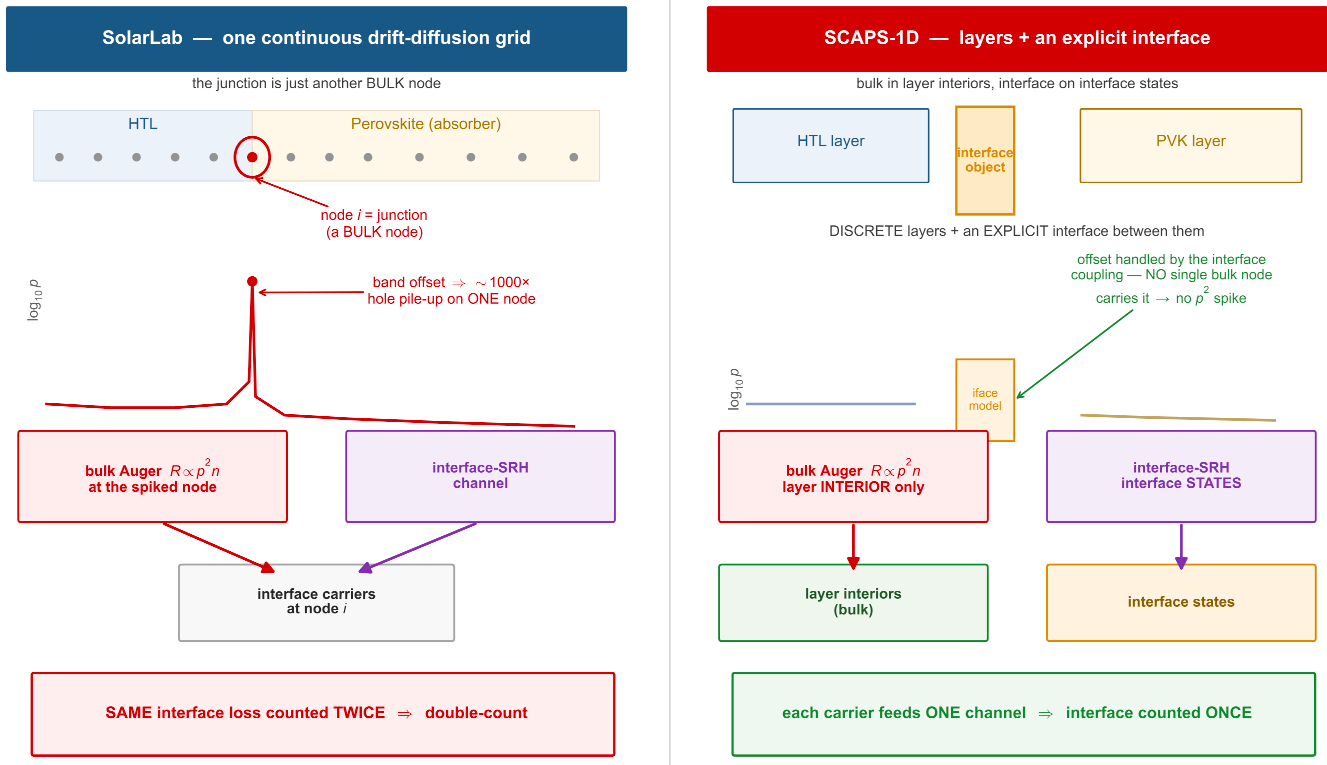 SolarLab — one continuous drift-diffusion grid
the junction is just another BULK node
HTL
Perovskite (absorber)
node i = junction
(a BULK node)
log₁₀ p
band offset ⇒ ∼1000×
hole pile-up on ONE node
bulk Auger R ∝ p²n
at the spiked node
interface-SRH
channel
interface carriers
at node i
SAME interface loss counted TWICE ⇒ double-count
SCAPS-1D — layers + an explicit interface
bulk in layer interiors, interface on interface states
HTL layer
interface
object
PVK layer
DISCRETE layers + an EXPLICIT interface between them
offset handled by the interface
coupling — NO single bulk node
carries it → no p² spike
log₁₀ p
iface
model
bulk Auger R ∝ p²n
layer INTERIOR only
interface-SRH
interface STATES
layer interiors
(bulk)
interface states
each carrier feeds ONE channel ⇒ interface counted ONCE